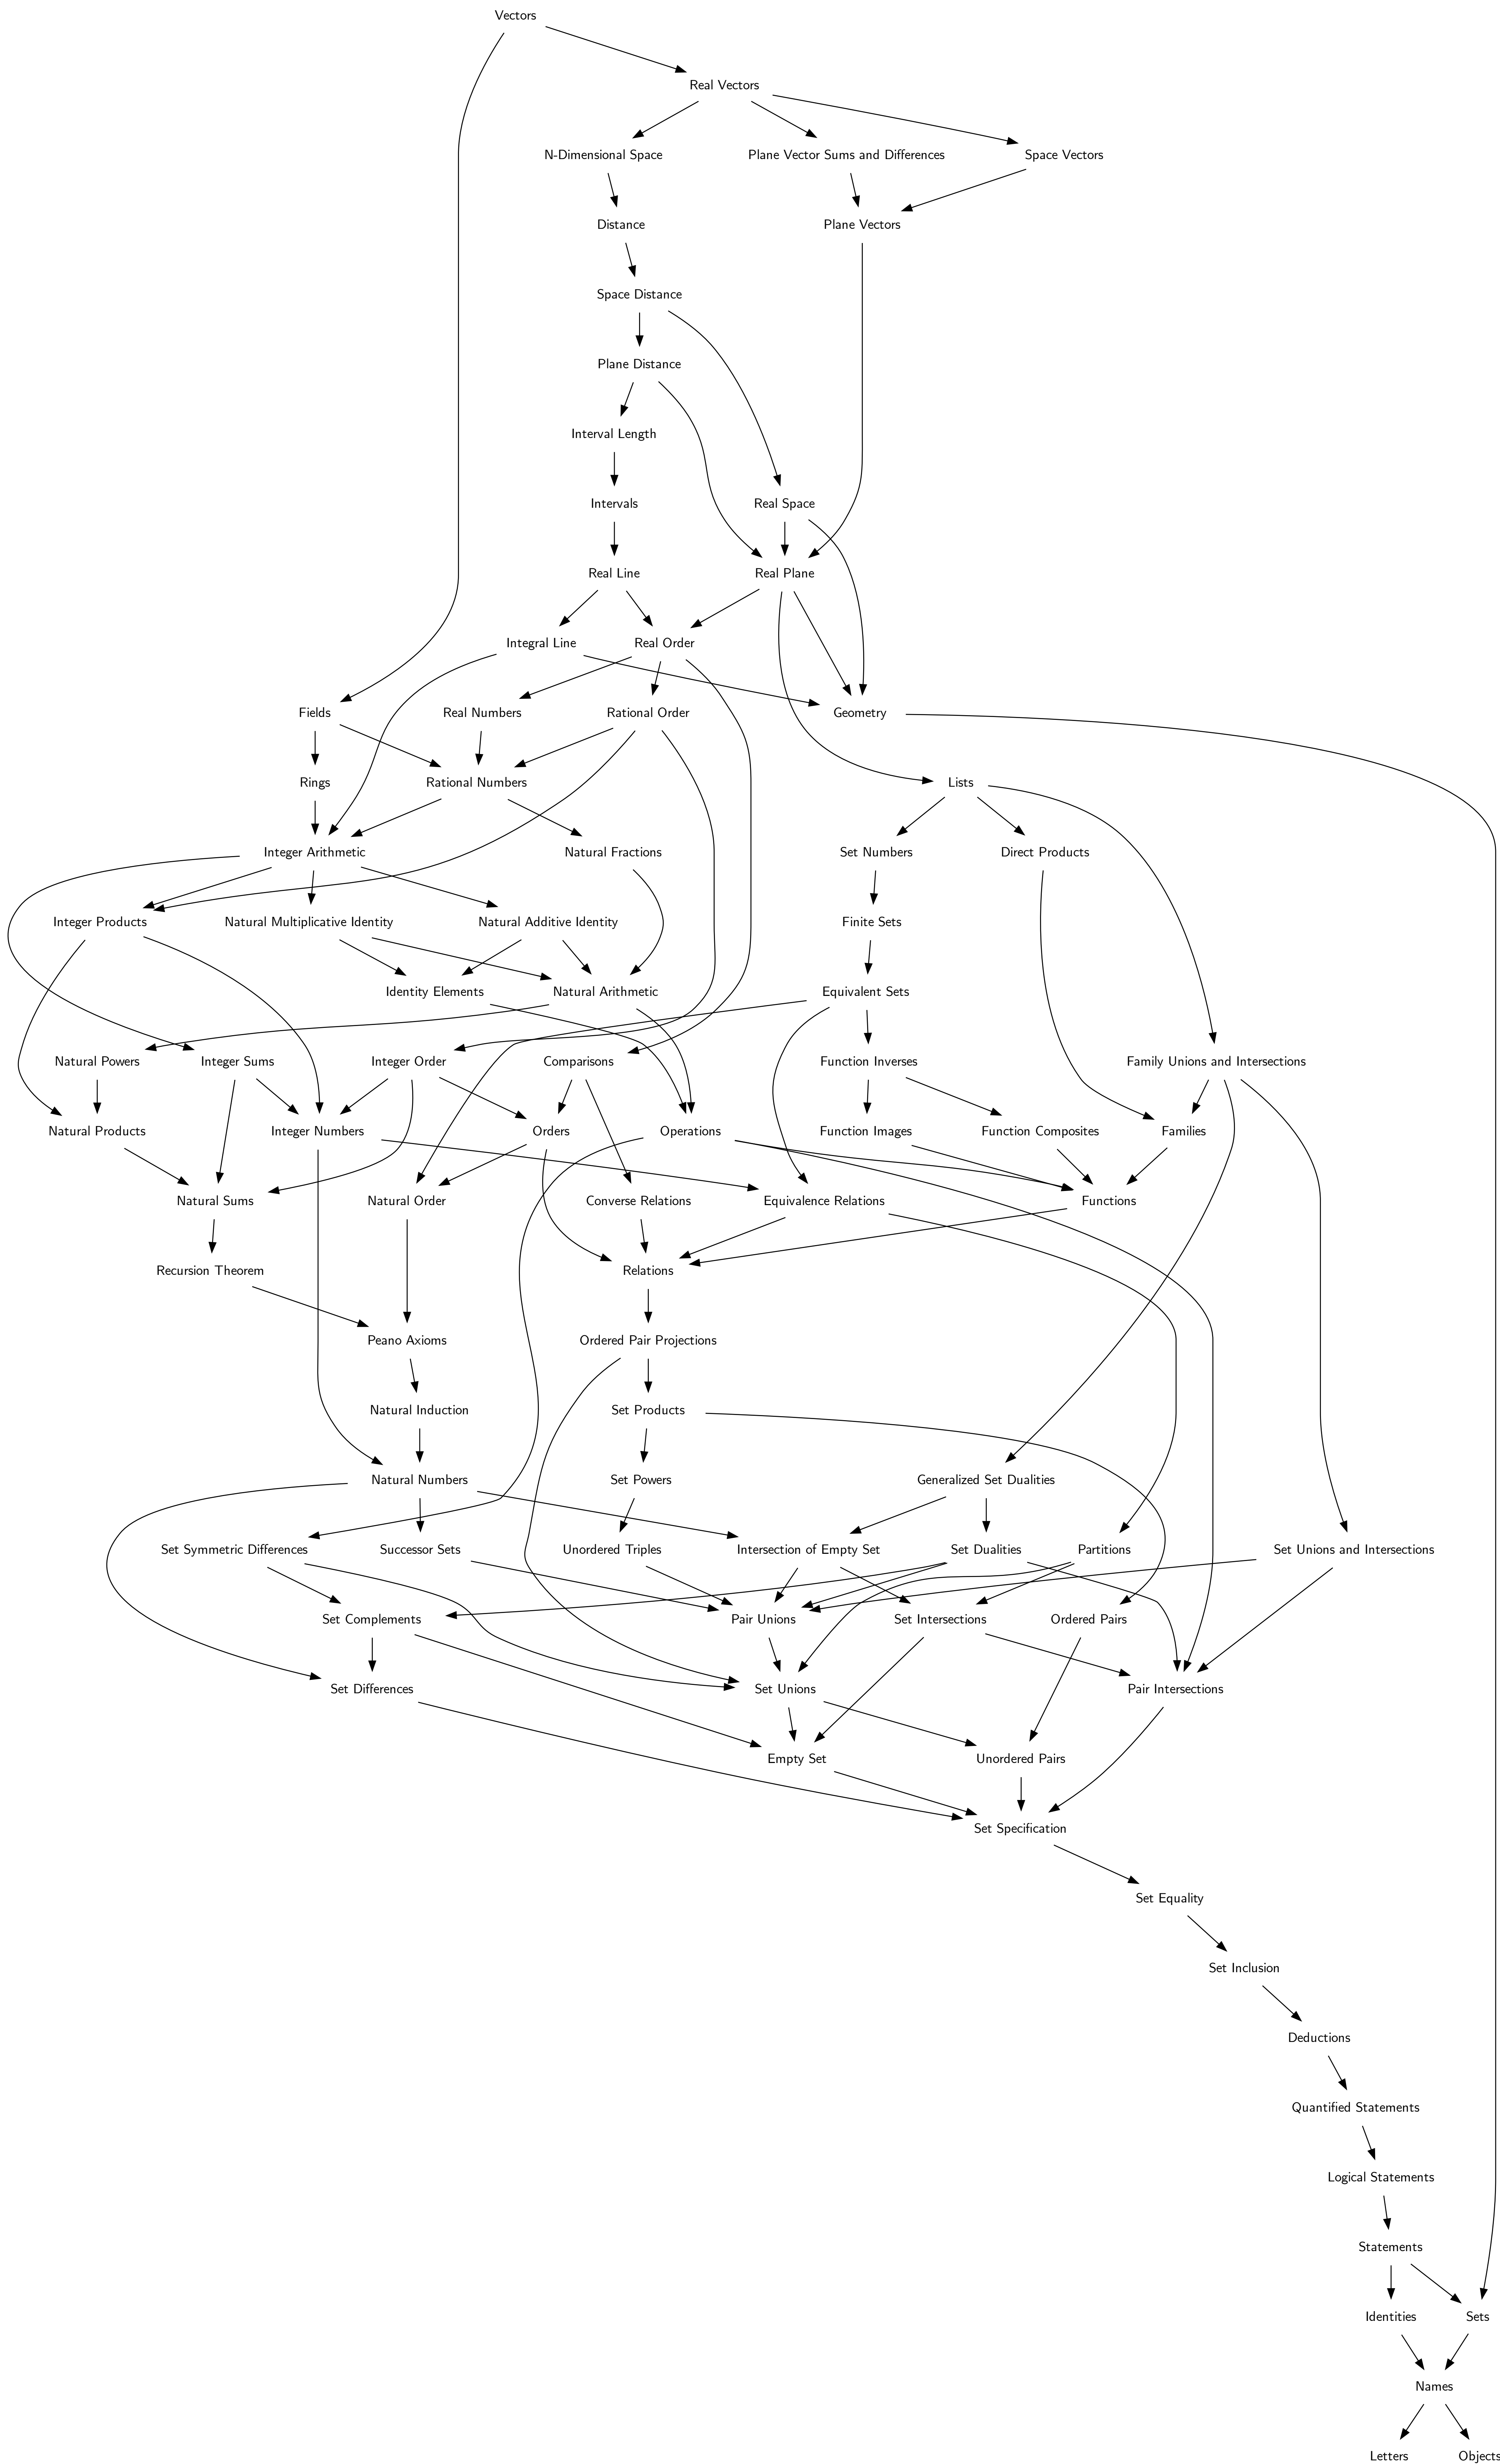 Vectors
Real Vectors
N-Dimensional Space
Plane Vector Sums and Differences
Space Vectors
Distance
Plane Vectors
Space Distance
Plane Distance
Interval Length
Intervals
Real Space
Real Line
Real Plane
Integral Line
Real Order
Fields
Real Numbers
Rational Order
Geometry
Rings
Rational Numbers
Lists
Integer Arithmetic
Natural Fractions
Set Numbers
Direct Products
Integer Products
Natural Multiplicative Identity
Natural Additive Identity
Finite Sets
Identity Elements
Natural Arithmetic
Equivalent Sets
Natural Powers
Integer Sums
Integer Order
Comparisons
Function Inverses
Family Unions and Intersections
Natural Products
Integer Numbers
Orders
Operations
Function Images
Function Composites
Families
Natural Sums
Natural Order
Converse Relations
Equivalence Relations
Functions
Recursion Theorem
Relations
Peano Axioms
Ordered Pair Projections
Natural Induction
Set Products
Natural Numbers
Set Powers
Generalized Set Dualities
Set Symmetric Differences
Successor Sets
Unordered Triples
Intersection of Empty Set
Set Dualities
Partitions
Set Unions and Intersections
Set Complements
Pair Unions
Set Intersections
Ordered Pairs
Set Differences
Set Unions
Pair Intersections
Empty Set
Unordered Pairs
Set Specification
Set Equality
Set Inclusion
Deductions
Quantified Statements
Logical Statements
Statements
Identities
Sets
Names
Letters
Objects